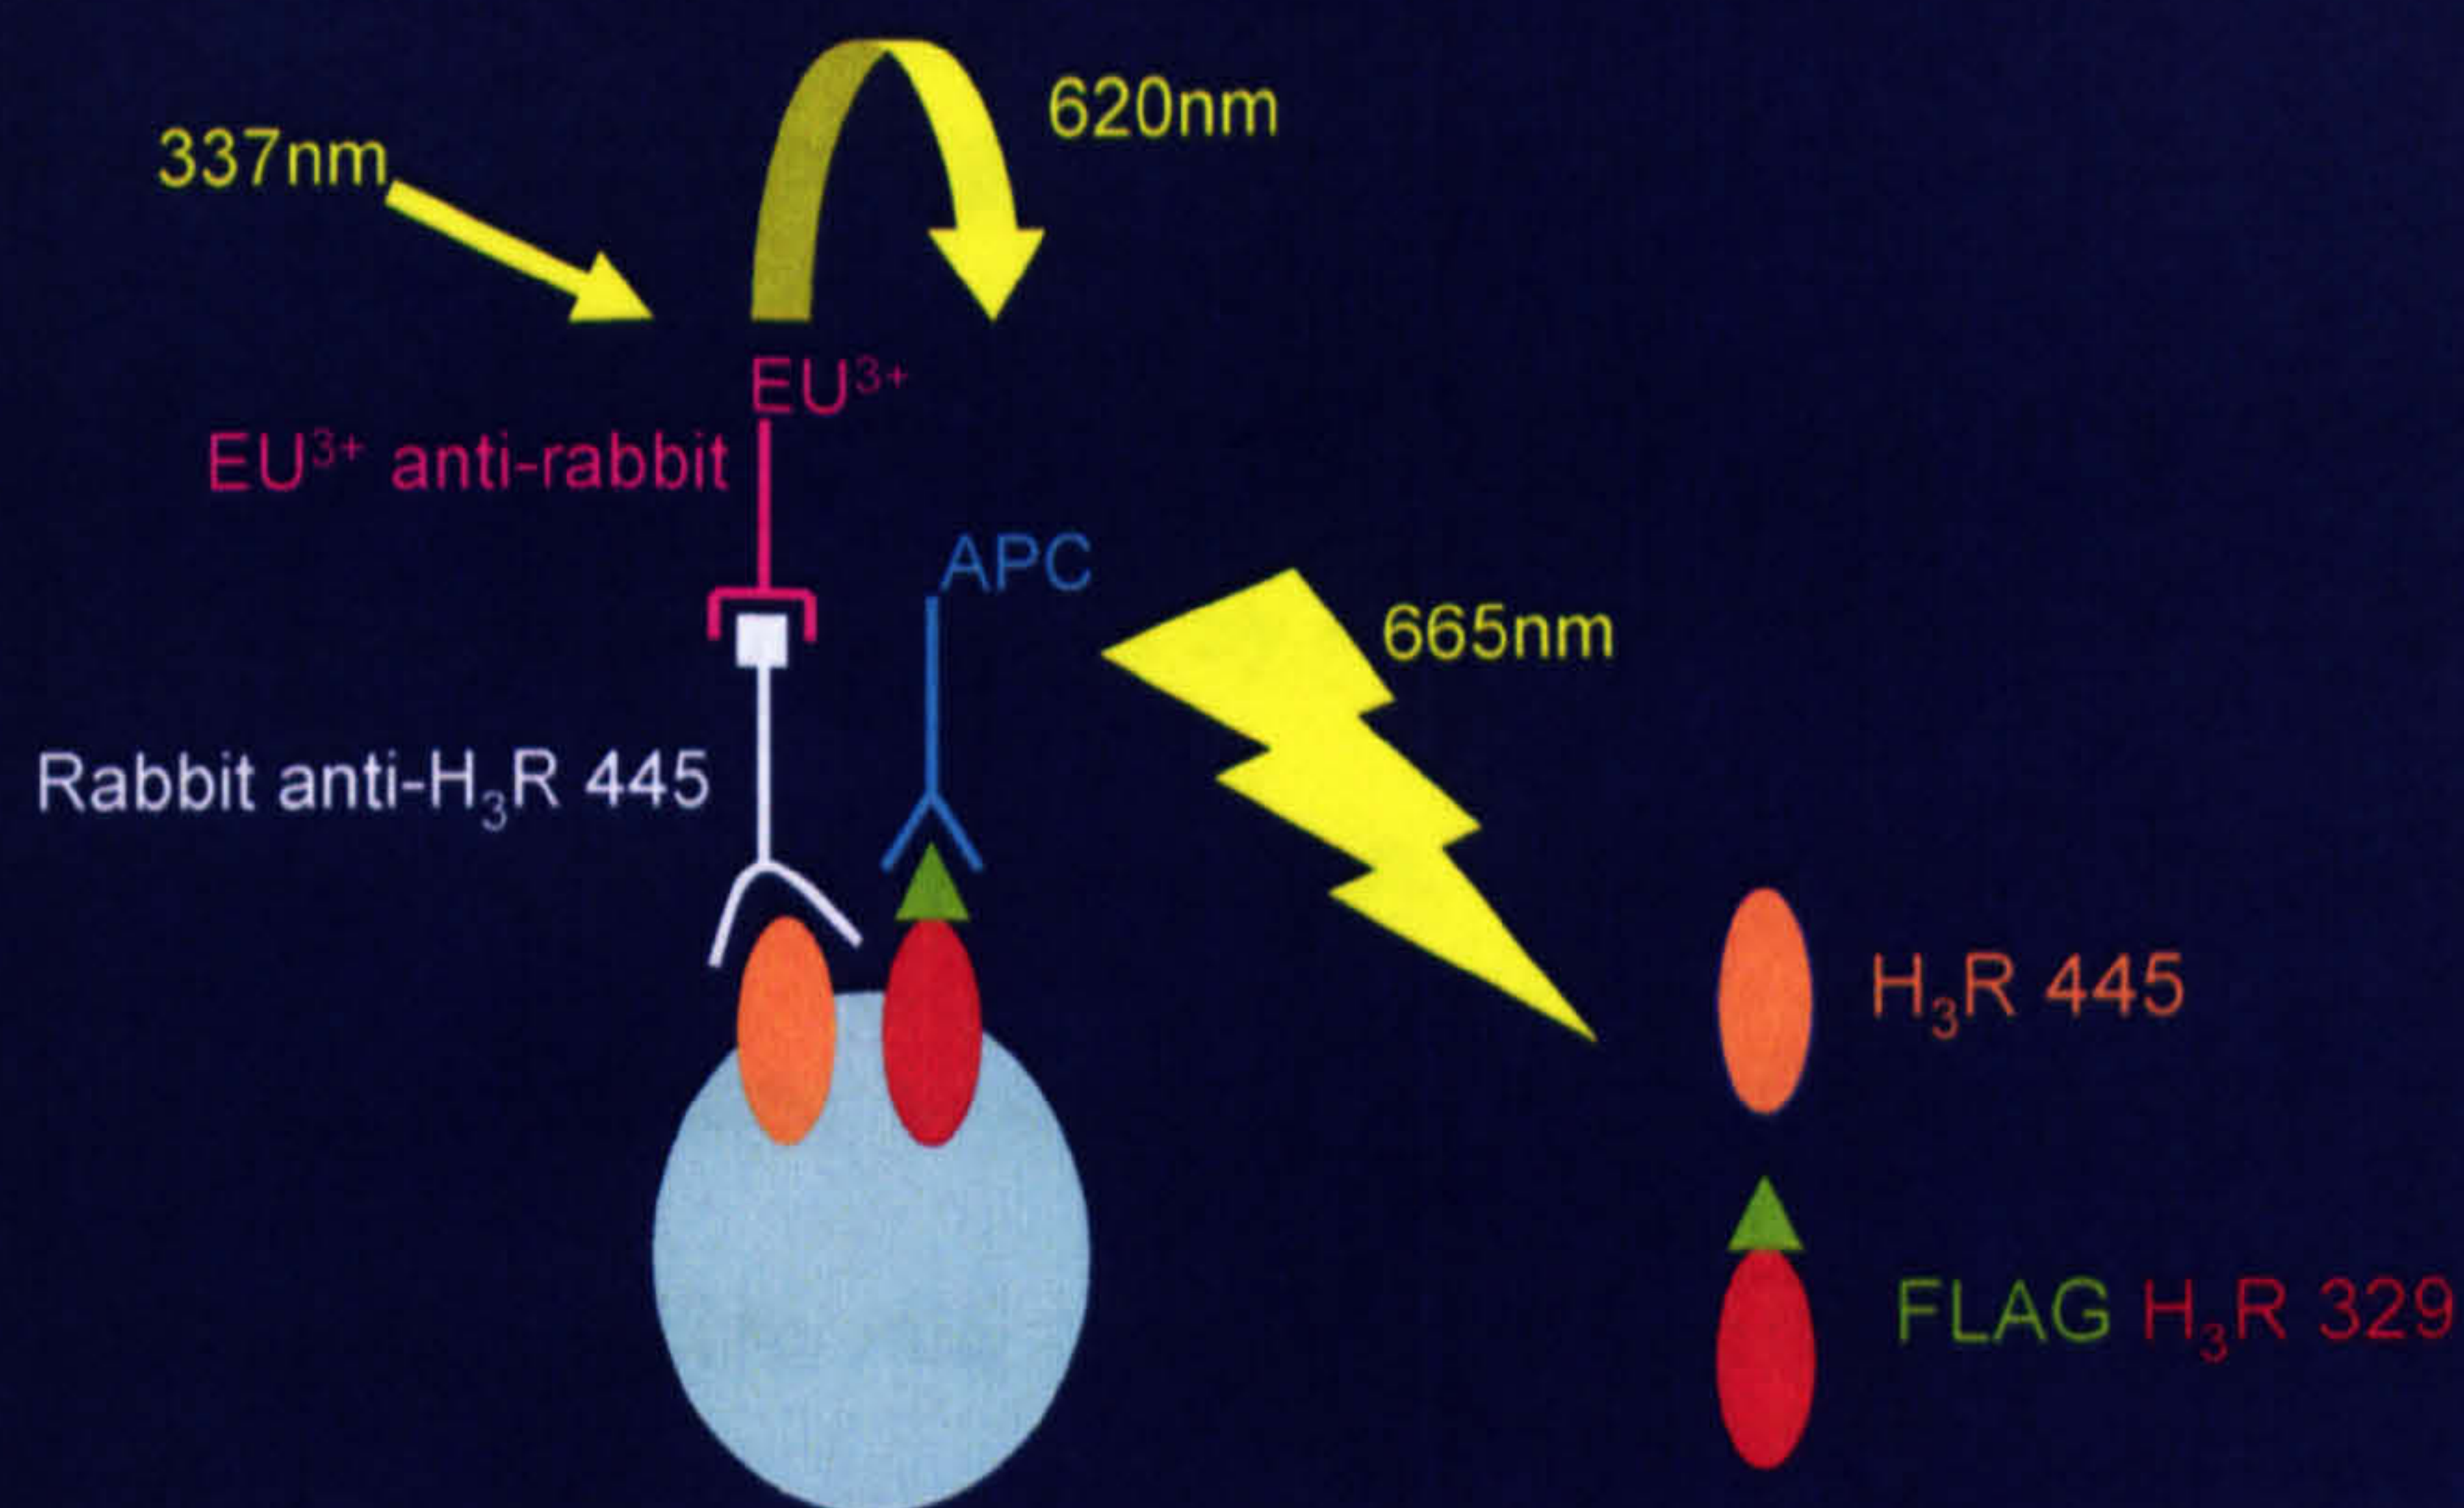 337nm
620nm
EU³⁺
EU³⁺ anti-rabbit
APC
665nm
Rabbit anti-H₃R 445
H₃R 445
FLAG H₃R 329